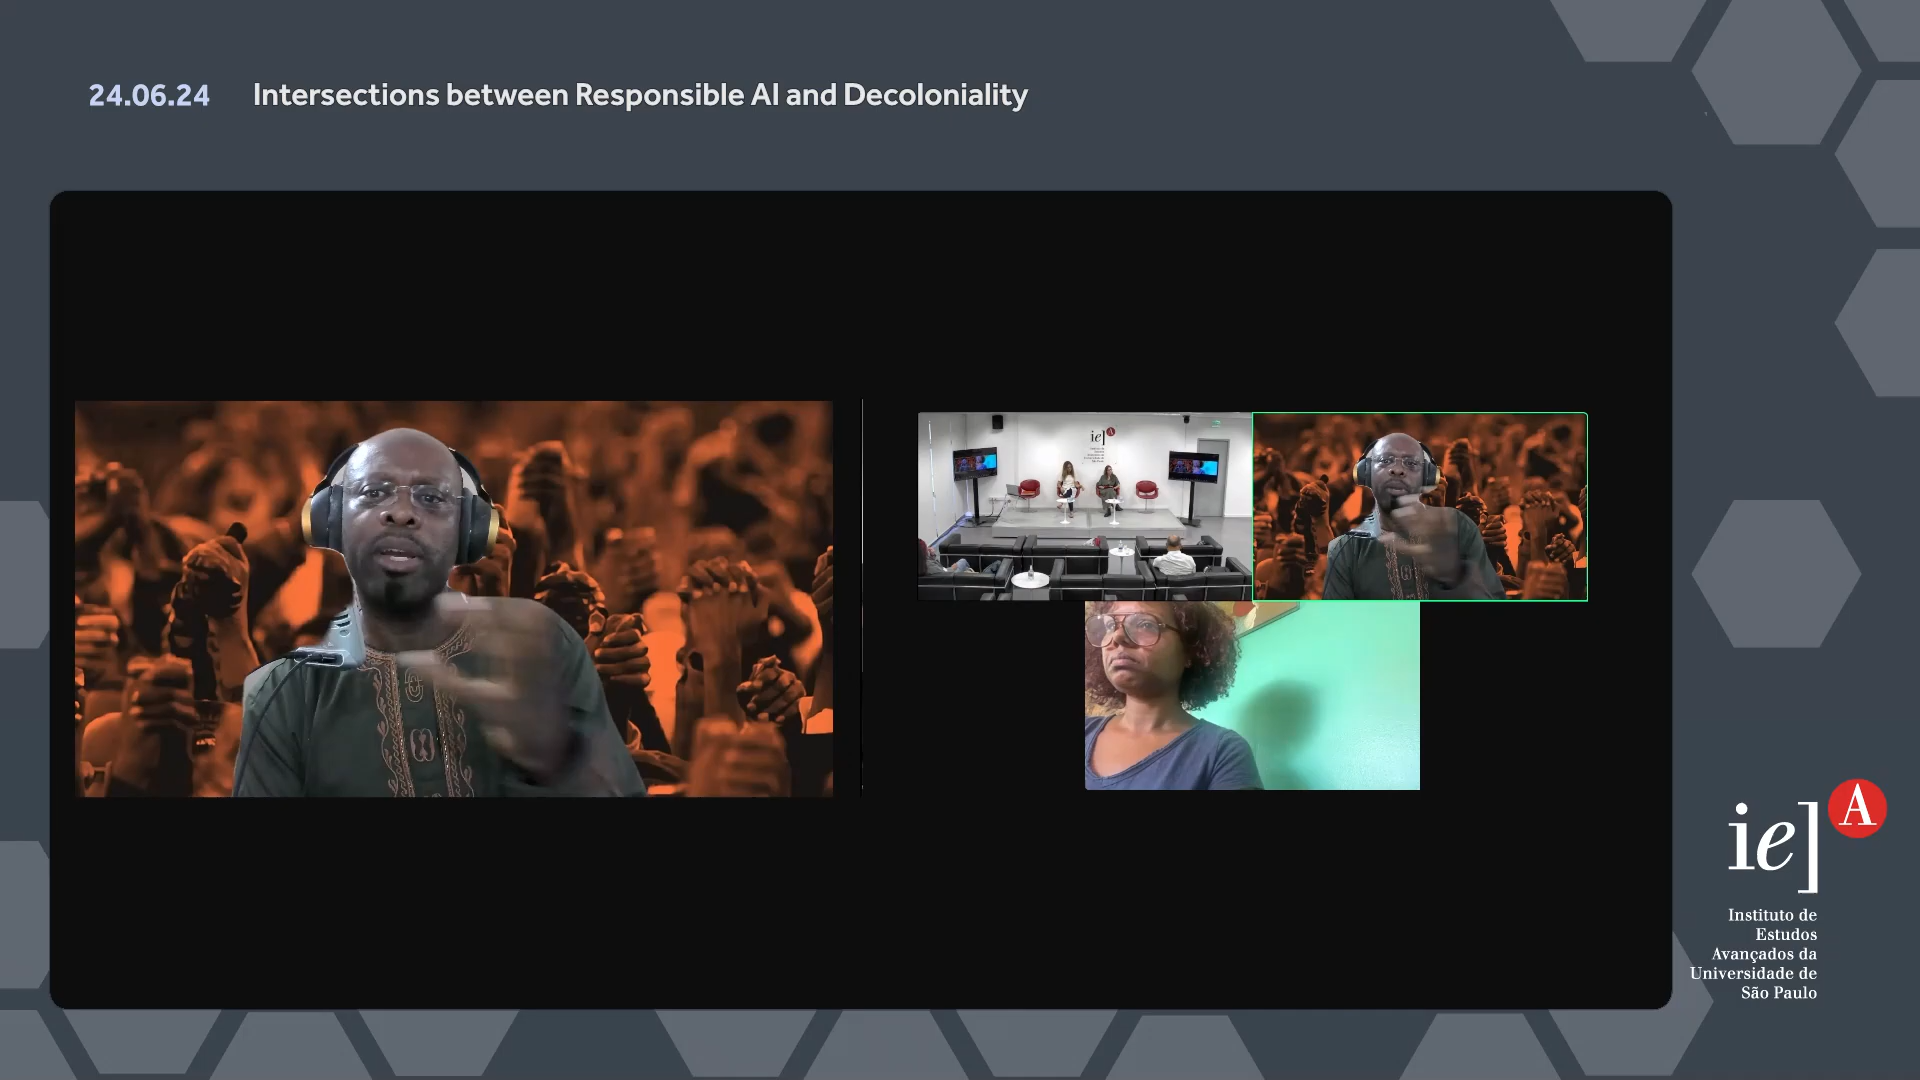 24.06.24 Intersections between Responsible AI and Decoloniality
ie]A
ie]A
Instituto de
Estudos
Avançados da
Universidade de
São Paulo